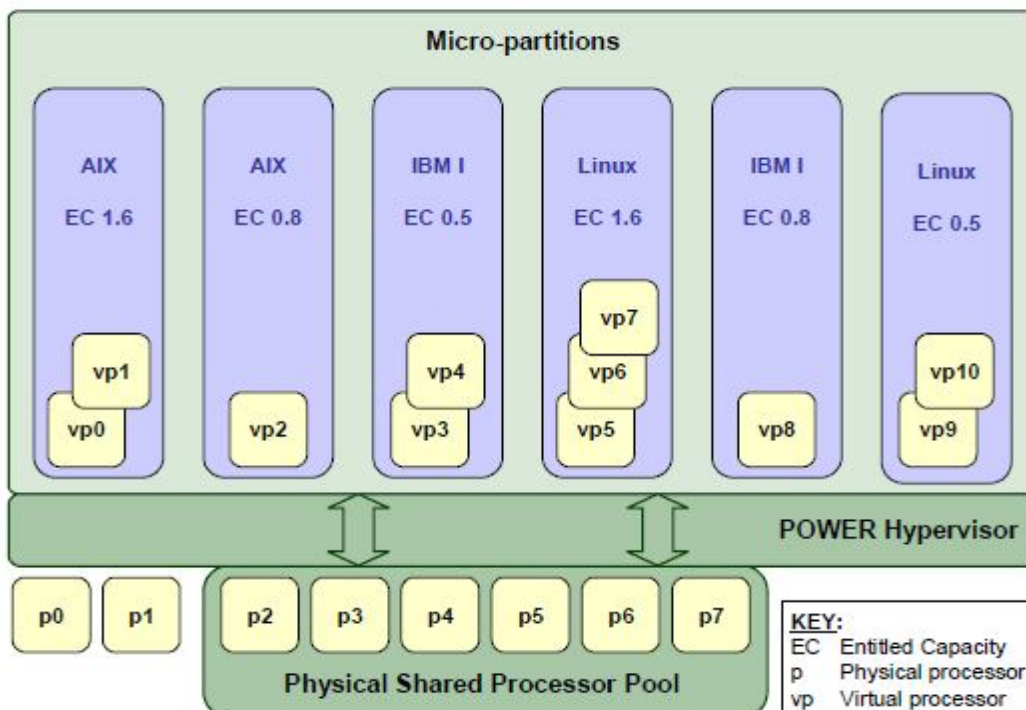 Micro-partitions
AIX
EC 1.6
AIX
EC 0.8
IBM I
EC 0.5
Linux
EC 1.6
IBM I
EC 0.8
Linux
EC 0.5
vp1
vp0
vp2
vp4
vp3
vp7
vp6
vp5
vp8
vp10
vp9
POWER Hypervisor
p0 p1 p2 p3 p4 p5 p6 p7
Physical Shared Processor Pool
KEY:
EC Entitled Capacity
p Physical processor
vp Virtual processor